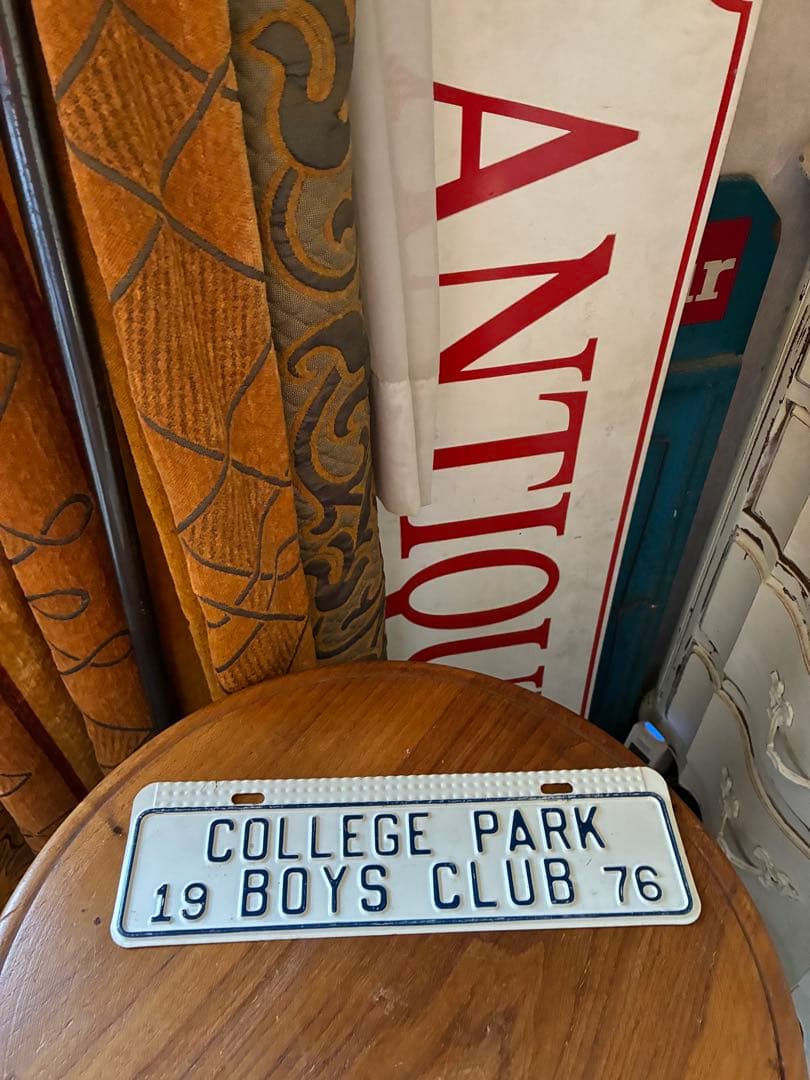 ANTIQU
COLLEGE PARK
19 BOYS CLUB 76